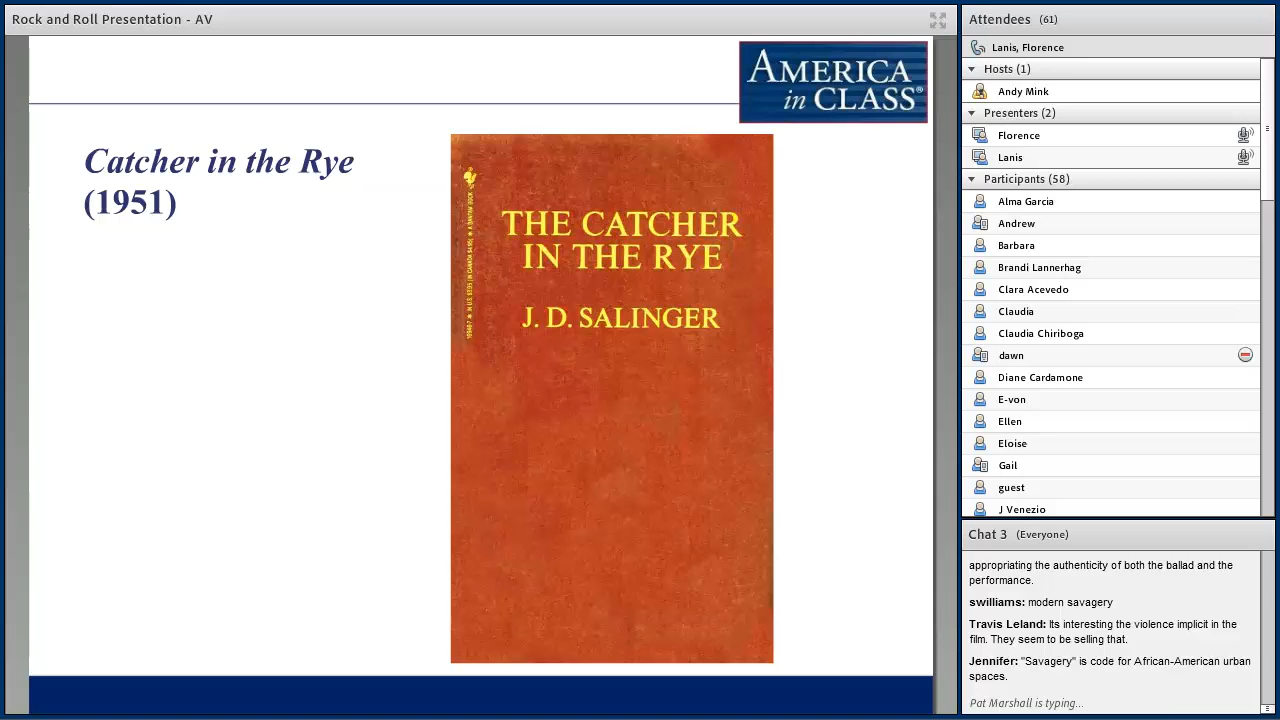 Rock and Roll Presentation - AV
AMERICA
in CLASS®
Catcher in the Rye
(1951)
THE CATCHER
IN THE RYE
J. D. SALINGER
Attendees (61)
Lanis, Florence
Hosts (1)
Andy Mink
Presenters (2)
Florence
Lanis
Participants (58)
Alma Garcia
Andrew
Barbara
Brandi Lannerhag
Clara Acevedo
Claudia
Claudia Chiriboga
dawn
Diane Cardamone
E-von
Ellen
Eloise
Gail
guest
J Venezio
Chat 3 (Everyone)
appropriating the authenticity of both the ballad and the
performance.
swilliams: modern savagery
Travis Leland: Its interesting the violence implicit in the
film. They seem to be selling that.
Jennifer: "Savagery" is code for African-American urban
spaces.
Pat Marshall is typing...